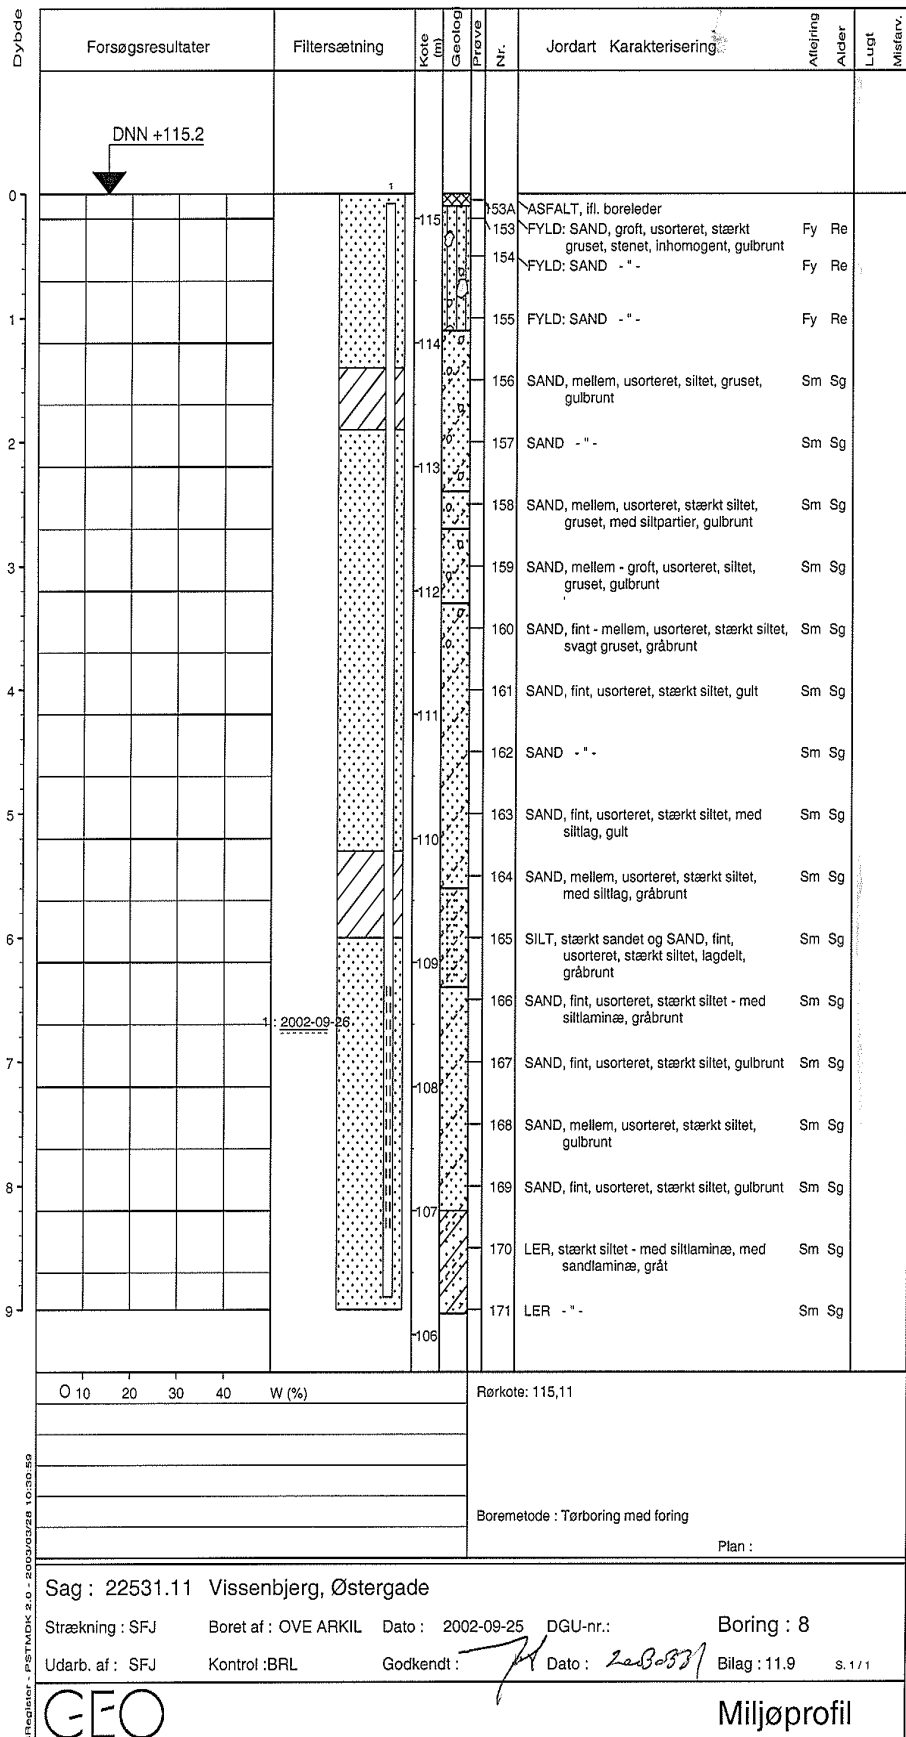 Dybde
Forsøgsresultater
Filtersætning
Kote (m)
Geologi
Prøve
Nr.
Jordart Karakterisering
Aflejring
Alder
Lugt
Misfarv.
DNN +115.2
1
0
1
2
3
4
5
6
7
8
9
115
114
113
112
111
110
109
108
107
106
1 : 2002-09-26
153A ASFALT, ifl. boreleder
153 FYLD: SAND, groft, usorteret, stærkt Fy Re
gruset, stenet, inhomogent, gulbrunt
154 FYLD: SAND - " - Fy Re
155 FYLD: SAND - " - Fy Re
156 SAND, mellem, usorteret, siltet, gruset, Sm Sg
gulbrunt
157 SAND - " - Sm Sg
158 SAND, mellem, usorteret, stærkt siltet, Sm Sg
gruset, med siltpartier, gulbrunt
159 SAND, mellem - groft, usorteret, siltet, Sm Sg
gruset, gulbrunt
160 SAND, fint - mellem, usorteret, stærkt siltet, Sm Sg
svagt gruset, gråbrunt
161 SAND, fint, usorteret, stærkt siltet, gult Sm Sg
162 SAND - " - Sm Sg
163 SAND, fint, usorteret, stærkt siltet, med Sm Sg
siltlag, gult
164 SAND, mellem, usorteret, stærkt siltet, Sm Sg
med siltlag, gråbrunt
165 SILT, stærkt sandet og SAND, fint, Sm Sg
usorteret, stærkt siltet, lagdelt,
gråbrunt
166 SAND, fint, usorteret, stærkt siltet - med Sm Sg
siltlaminæ, gråbrunt
167 SAND, fint, usorteret, stærkt siltet, gulbrunt Sm Sg
168 SAND, mellem, usorteret, stærkt siltet, Sm Sg
gulbrunt
169 SAND, fint, usorteret, stærkt siltet, gulbrunt Sm Sg
170 LER, stærkt siltet - med siltlaminæ, med Sm Sg
sandlaminæ, gråt
171 LER - " - Sm Sg
O 10 20 30 40 W (%)
Rørkote: 115,11
Boremetode : Tørboring med foring
Plan :
Register - PSTMDK 2.0 - 2003/03/28 10:30:59
Sag : 22531.11 Vissenbjerg, Østergade
Strækning : SFJ Boret af : OVE ARKIL Dato : 2002-09-25 DGU-nr.: Boring : 8
Udarb. af : SFJ Kontrol :BRL Godkendt : Dato : Bilag : 11.9 S. 1/1
GEO
Miljøprofil